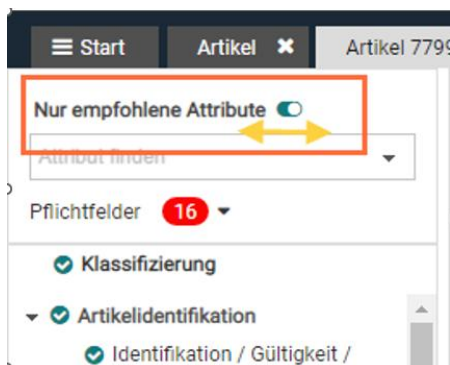 Start Artikel Artikel 7799
Nur empfohlene Attribute
Attribut finden
Pflichtfelder 16
Klassifizierung
Artikelidentifikation
Identifikation / Gültigkeit /